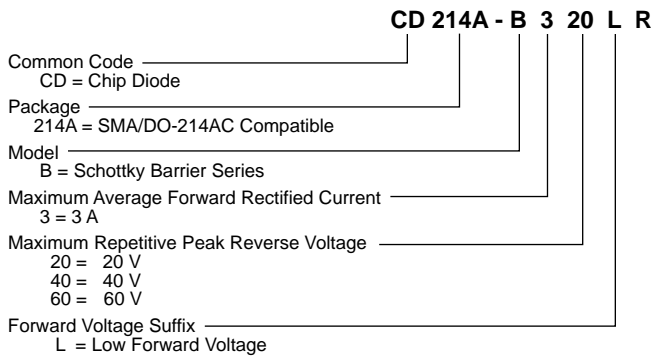 CD 214A - B 3 20 L R
Common Code
CD = Chip Diode
Package
214A = SMA/DO-214AC Compatible
Model
B = Schottky Barrier Series
Maximum Average Forward Rectified Current
3 = 3 A
Maximum Repetitive Peak Reverse Voltage
20 = 20 V
40 = 40 V
60 = 60 V
Forward Voltage Suffix
L = Low Forward Voltage